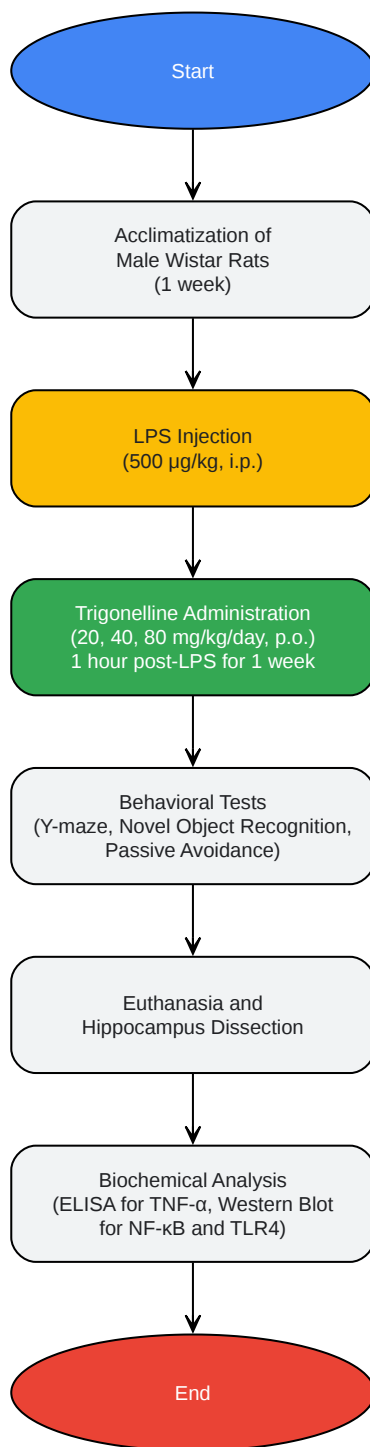 Start
Acclimatization of
Male Wistar Rats
(1 week)
LPS Injection
(500 µg/kg, i.p.)
Trigonelline Administration
(20, 40, 80 mg/kg/day, p.o.)
1 hour post-LPS for 1 week
Behavioral Tests
(Y-maze, Novel Object Recognition,
Passive Avoidance)
Euthanasia and
Hippocampus Dissection
Biochemical Analysis
(ELISA for TNF-α, Western Blot
for NF-κB and TLR4)
End